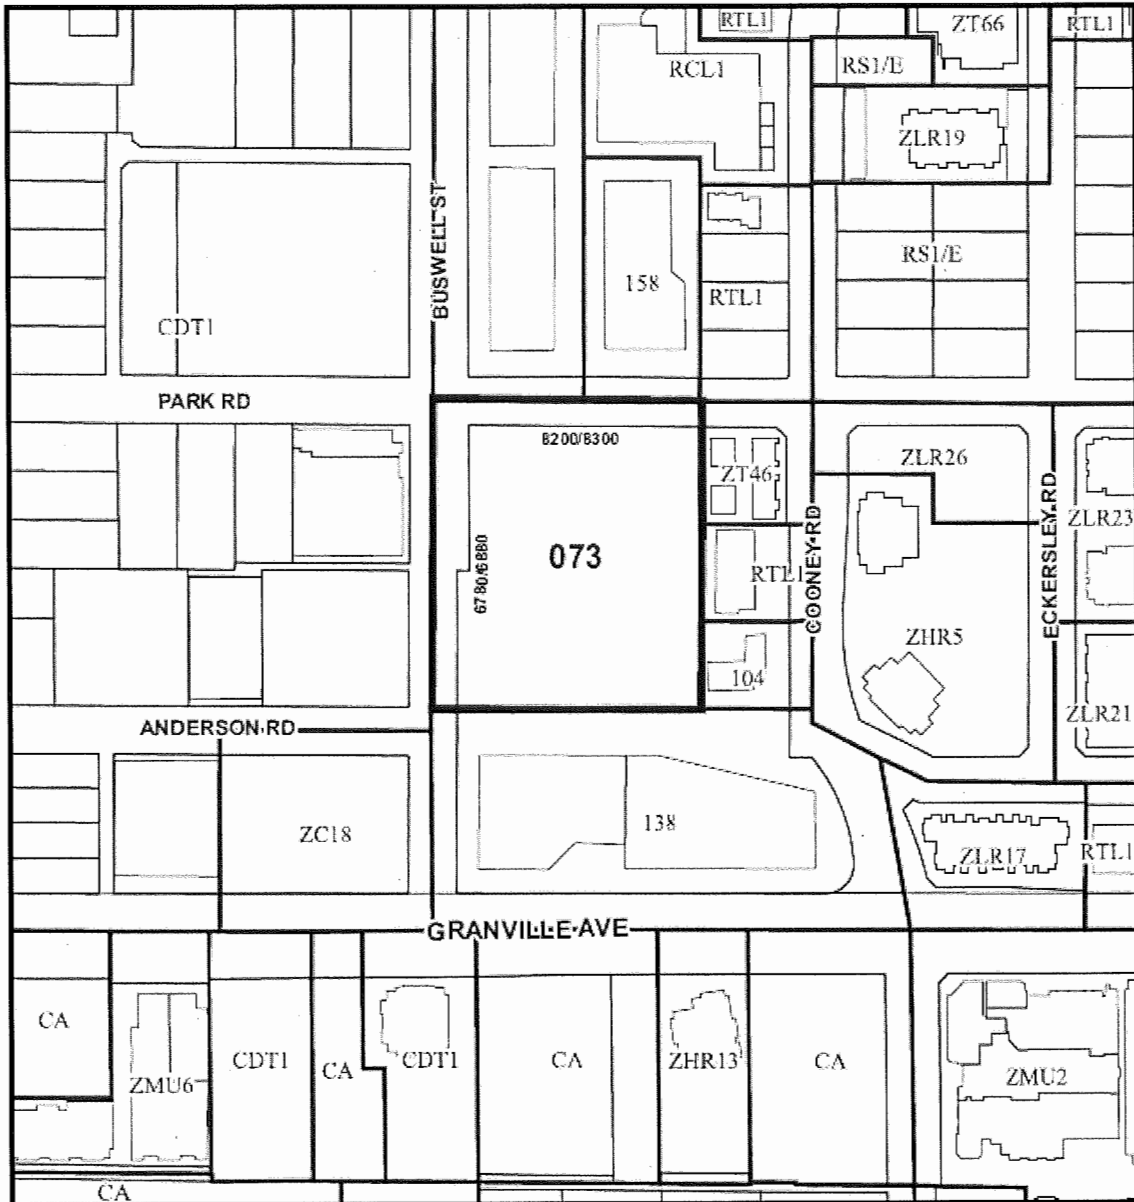 RTL1
ZT66
RTL1
RCL1
RS1/E
ZLR19
BUSWELL ST
RS1/E
158
RTL1
CDT1
PARK RD
8200/8300
ZLR26
ZT46
ECKERSLEY RD
ZLR23
COONEY RD
073
6780/6880
RTL1
ZHR5
104
ZLR21
ANDERSON RD
138
ZC18
ZLR17
RTL1
GRANVILLE AVE
CA
CDT1
CA
CDT1
CA
ZHR13
CA
ZMU6
ZMU2
CA